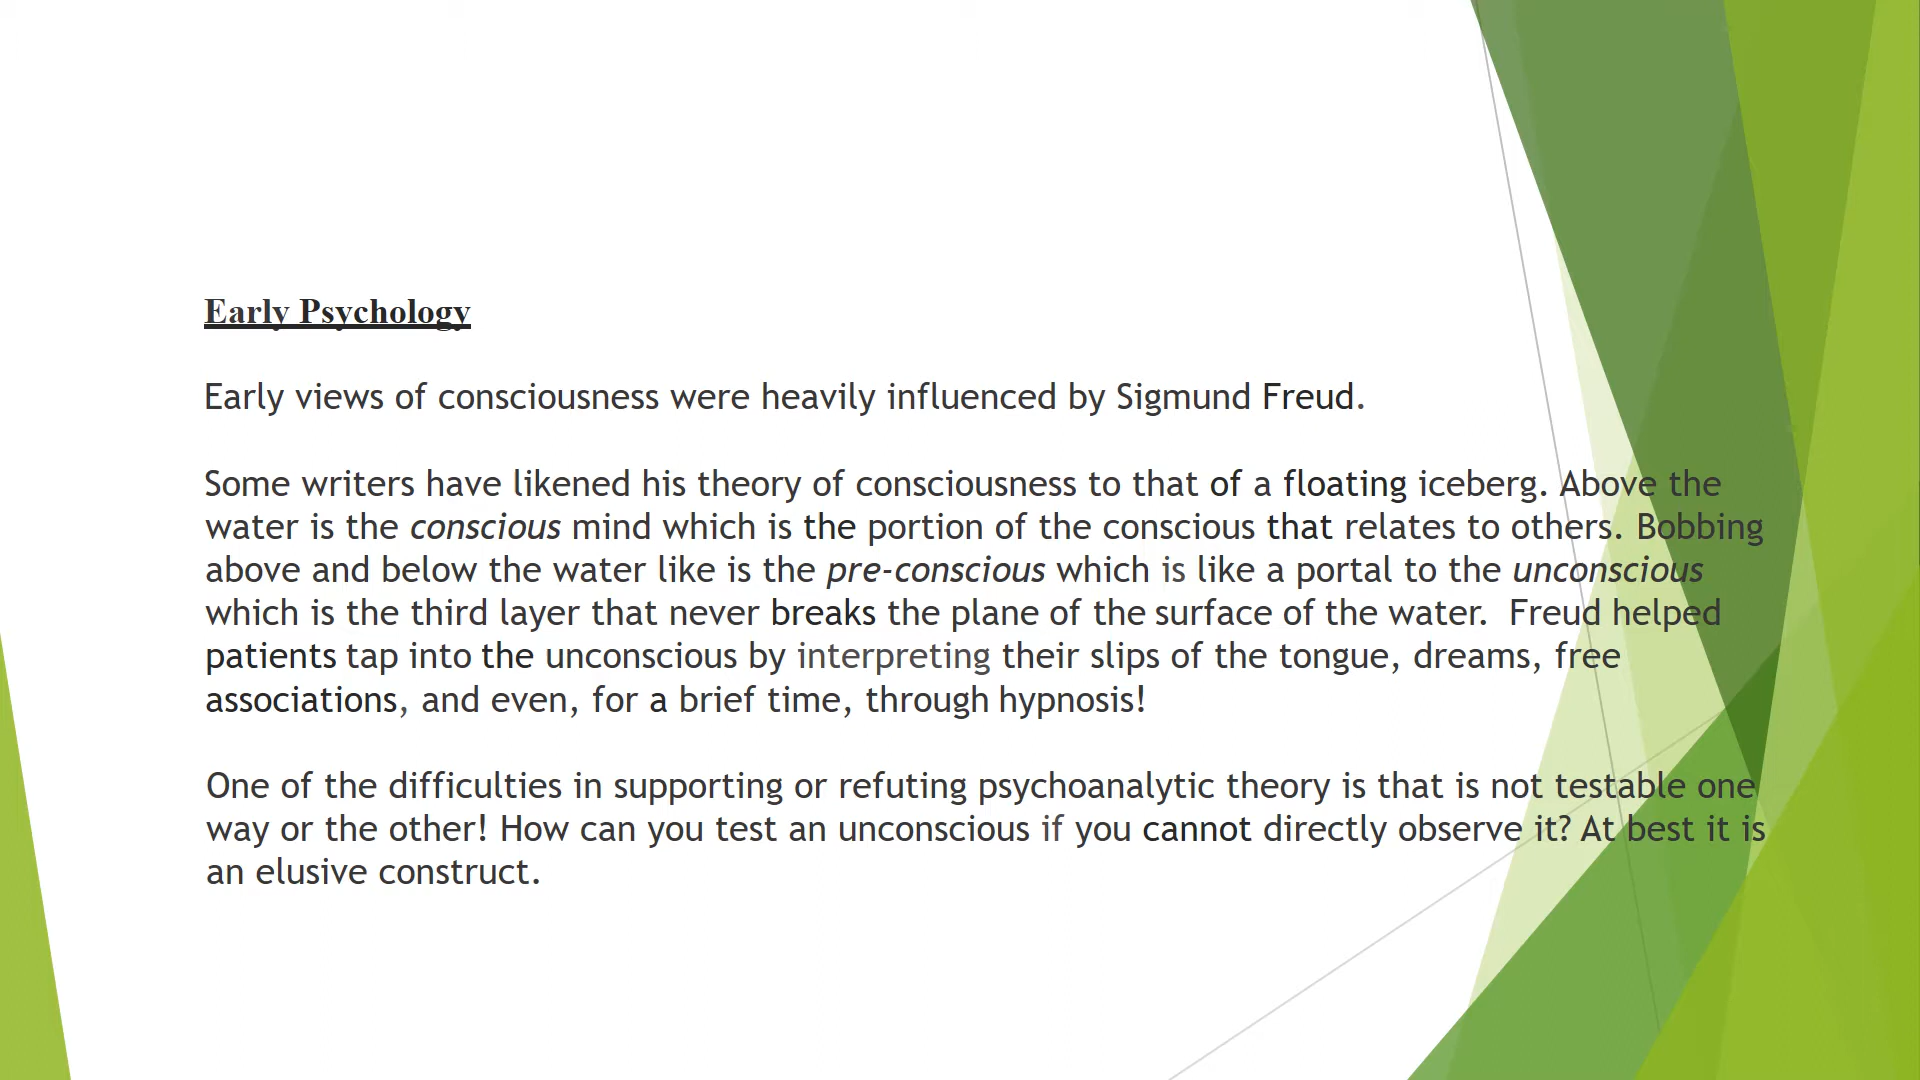 Early Psychology
Early views of consciousness were heavily influenced by Sigmund Freud.
Some writers have likened his theory of consciousness to that of a floating iceberg. Above the
water is the conscious mind which is the portion of the conscious that relates to others. Bobbing
above and below the water like is the pre-conscious which is like a portal to the unconscious
which is the third layer that never breaks the plane of the surface of the water. Freud helped
patients tap into the unconscious by interpreting their slips of the tongue, dreams, free
associations, and even, for a brief time, through hypnosis!
One of the difficulties in supporting or refuting psychoanalytic theory is that is not testable one
way or the other! How can you test an unconscious if you cannot directly observe it? At best it is
an elusive construct.